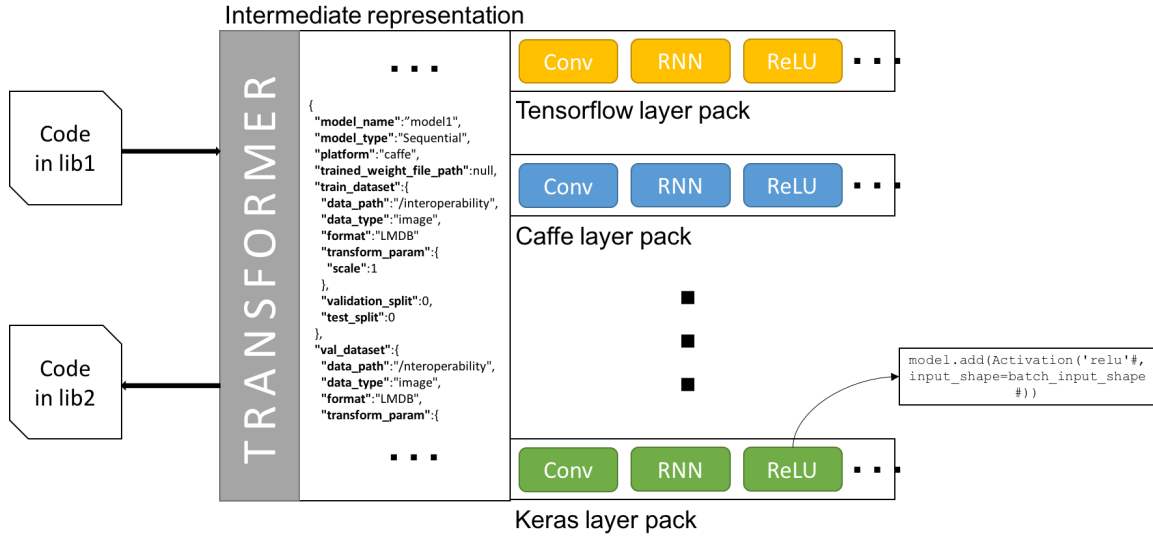 Intermediate representation
TRANSFORMER
Code
in lib1
Code
in lib2
...
{
"model_name":"model1",
"model_type":"Sequential",
"platform":"caffe",
"trained_weight_file_path":null,
"train_dataset":{
"data_path":"/interoperability",
"data_type":"image",
"format":"LMDB"
"transform_param":{
"scale":1
},
"validation_split":0,
"test_split":0
},
"val_dataset":{
"data_path":"/nteroperability",
"data_type":"image",
"format":"LMDB",
"transform_param":{
...
Conv RNN ReLU ...
Tensorflow layer pack
Conv RNN ReLU ...
Caffe layer pack
Conv RNN ReLU ...
Keras layer pack
model.add(Activation('relu'#,
input_shape=batch_input_shape
#))